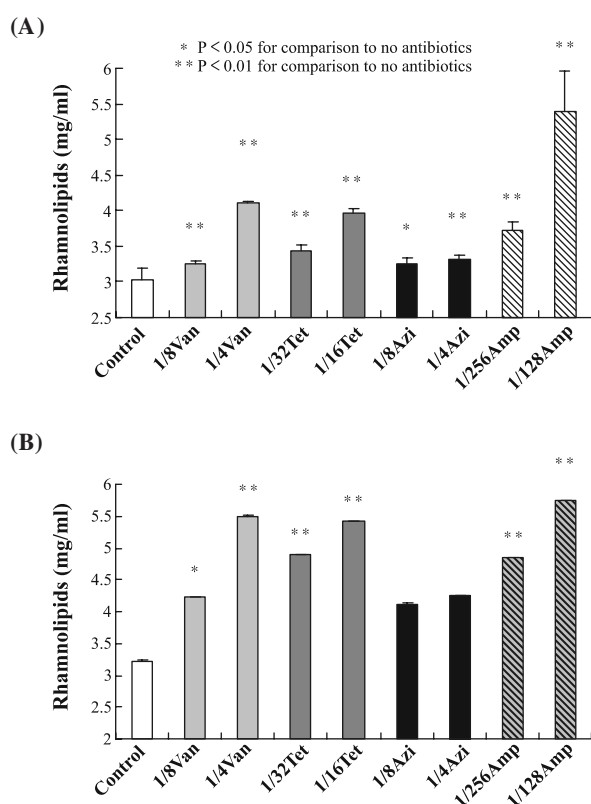 (A)
* P < 0.05 for comparison to no antibiotics
** P < 0.01 for comparison to no antibiotics
Rhamnolipids (mg/ml)
6
5.5
5
4.5
4
3.5
3
2.5
**
**
**
**
*
**
**
**
Control
1/8Van
1/4Van
1/32Tet
1/16Tet
1/8Azi
1/4Azi
1/256Amp
1/128Amp
(B)
Rhamnolipids (mg/ml)
6
5.5
5
4.5
4
3.5
3
2.5
2
*
**
**
**
**
**
Control
1/8Van
1/4Van
1/32Tet
1/16Tet
1/8Azi
1/4Azi
1/256Amp
1/128Amp